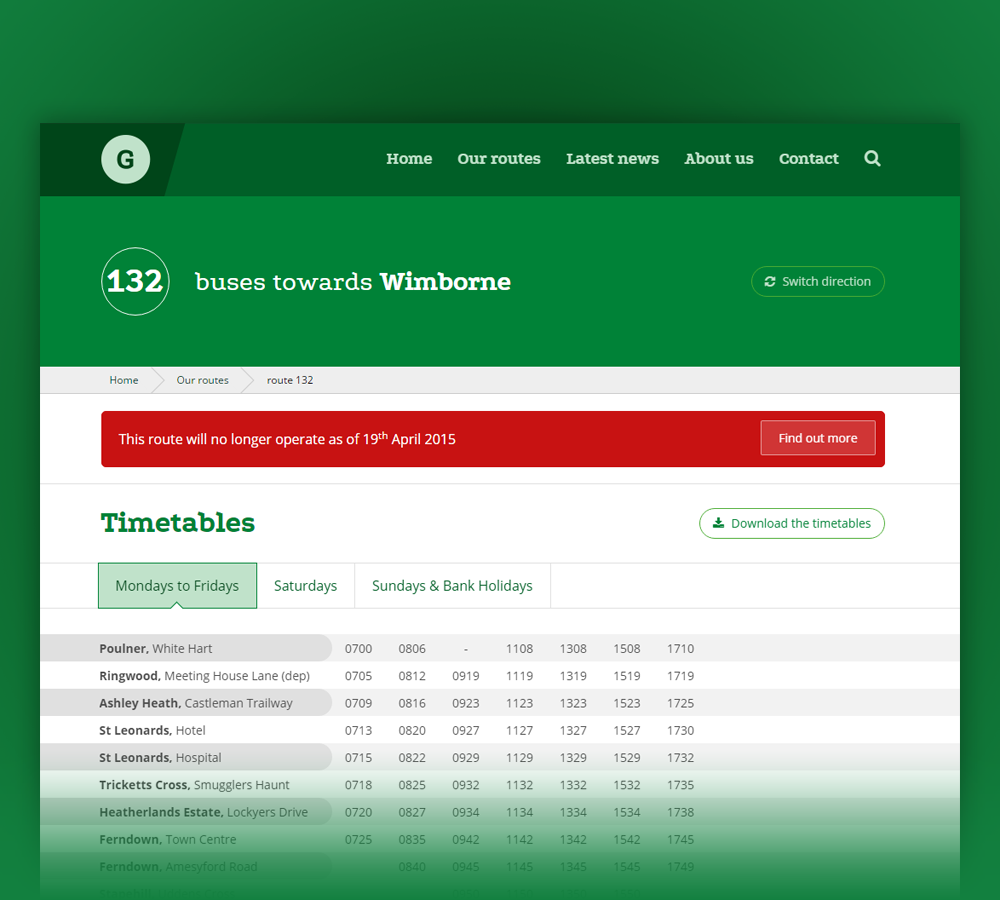 G
Home Our routes Latest news About us Contact
132 buses towards Wimborne Switch direction
Home Our routes route 132
This route will no longer operate as of 19th April 2015 Find out more
Timetables Download the timetables
Mondays to Fridays Saturdays Sundays & Bank Holidays
Poulner, White Hart 0700 0806 - 1108 1308 1508 1710
Ringwood, Meeting House Lane (dep) 0705 0812 0919 1119 1319 1519 1719
Ashley Heath, Castleman Trailway 0709 0816 0923 1123 1323 1523 1725
St Leonards, Hotel 0713 0820 0927 1127 1327 1527 1730
St Leonards, Hospital 0715 0822 0929 1129 1329 1529 1732
Tricketts Cross, Smugglers Haunt 0718 0825 0932 1132 1332 1532 1735
Heatherlands Estate, Lockyers Drive 0720 0827 0934 1134 1334 1534 1738
Ferndown, Town Centre 0725 0835 0942 1142 1342 1542 1745
Ferndown, Amesyford Road 0840 0945 1145 1345 1545 1749